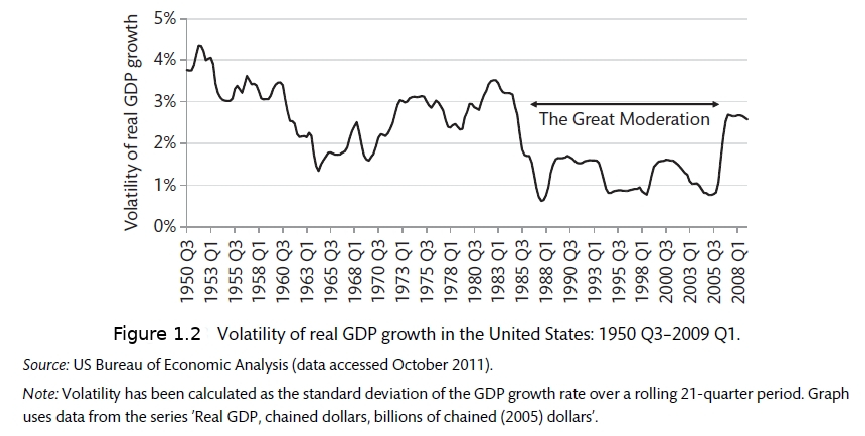 5%
4%
3%
2%
1%
0%
Volatility of real GDP growth
The Great Moderation
1950 Q3
1953 Q1
1955 Q3
1958 Q1
1960 Q3
1963 Q1
1965 Q3
1968 Q1
1970 Q3
1973 Q1
1975 Q3
1978 Q1
1980 Q3
1983 Q1
1985 Q3
1988 Q1
1990 Q3
1993 Q1
1995 Q3
1998 Q1
2000 Q3
2003 Q1
2005 Q3
2008 Q1
Figure 1.2 Volatility of real GDP growth in the United States: 1950 Q3–2009 Q1.
Source: US Bureau of Economic Analysis (data accessed October 2011).
Note: Volatility has been calculated as the standard deviation of the GDP growth rate over a rolling 21-quarter period. Graph
uses data from the series 'Real GDP, chained dollars, billions of chained (2005) dollars'.